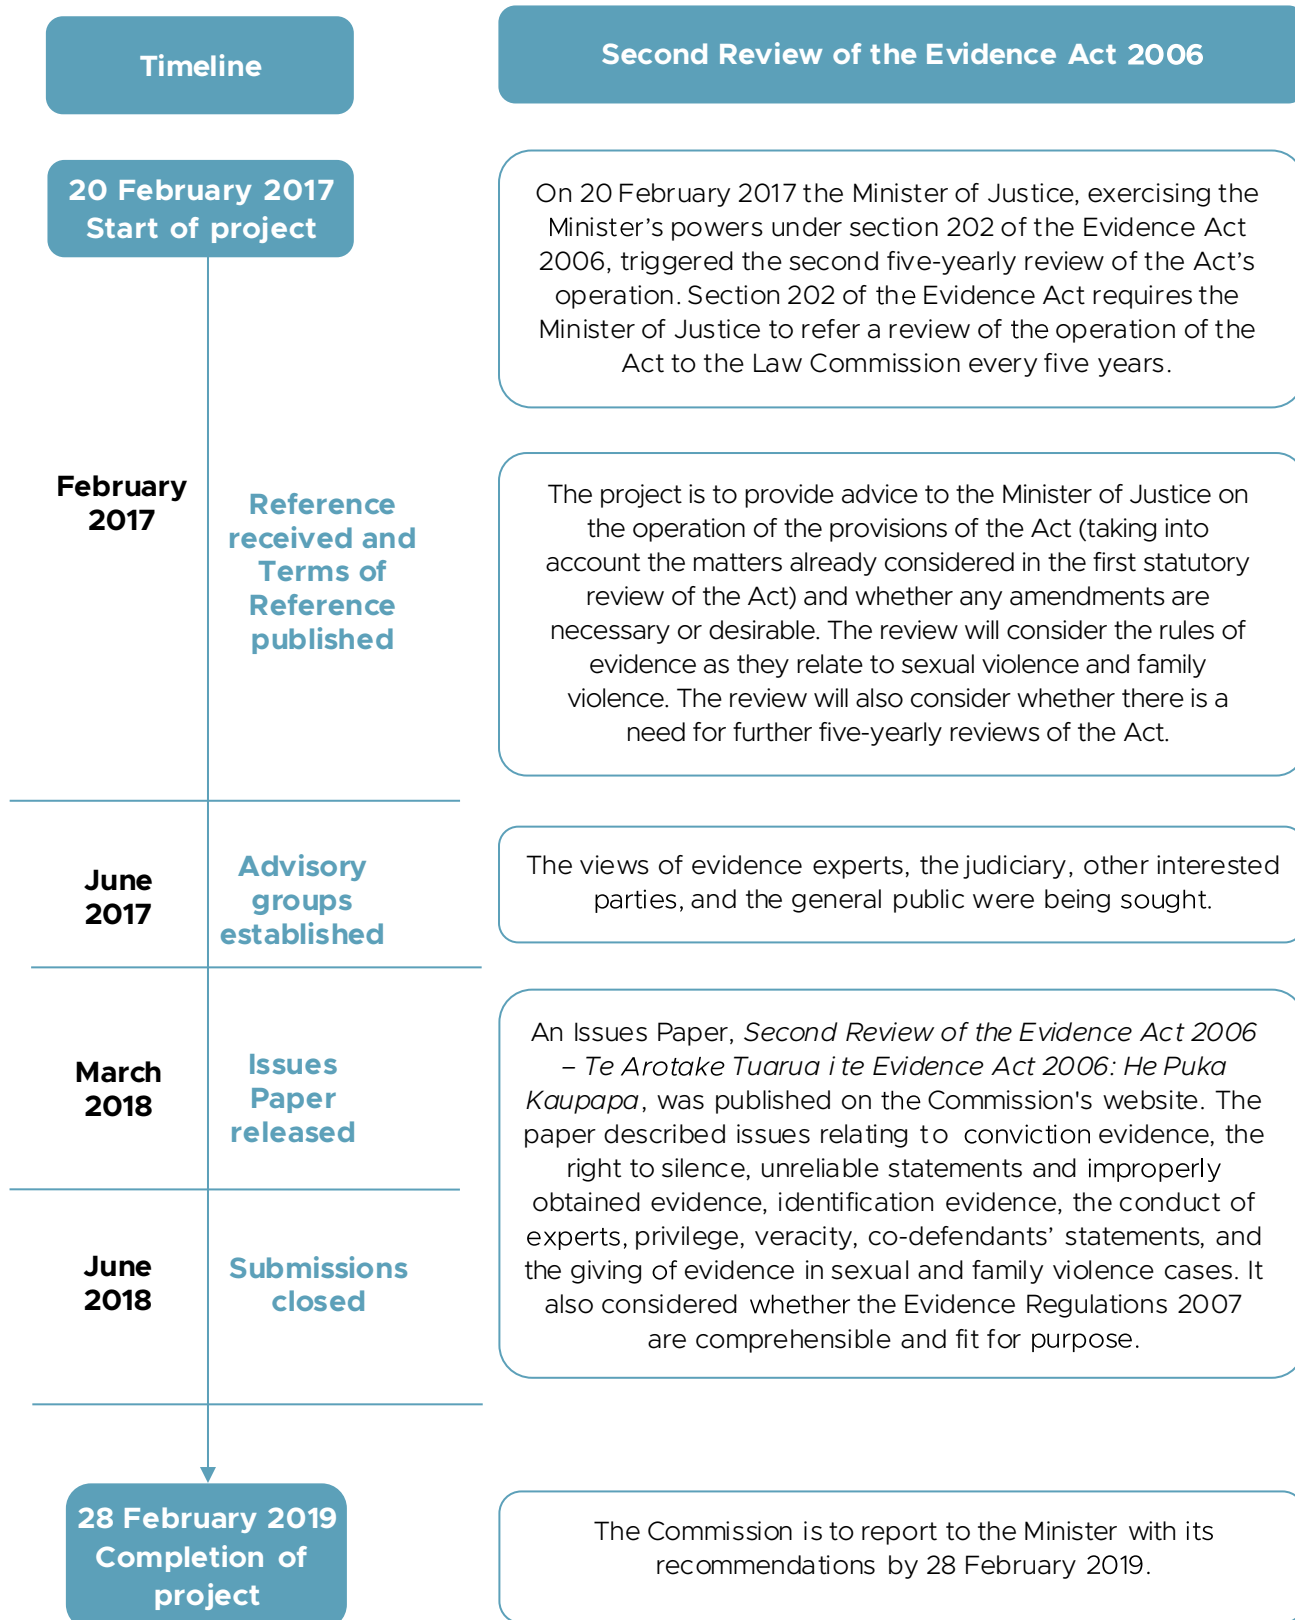 Timeline
Second Review of the Evidence Act 2006
20 February 2017
Start of project
On 20 February 2017 the Minister of Justice, exercising the
Minister’s powers under section 202 of the Evidence Act
2006, triggered the second five-yearly review of the Act’s
operation. Section 202 of the Evidence Act requires the
Minister of Justice to refer a review of the operation of the
Act to the Law Commission every five years.
February
2017
Reference
received and
Terms of
Reference
published
The project is to provide advice to the Minister of Justice on
the operation of the provisions of the Act (taking into
account the matters already considered in the first statutory
review of the Act) and whether any amendments are
necessary or desirable. The review will consider the rules of
evidence as they relate to sexual violence and family
violence. The review will also consider whether there is a
need for further five-yearly reviews of the Act.
June
2017
Advisory
groups
established
The views of evidence experts, the judiciary, other interested
parties, and the general public were being sought.
March
2018
Issues
Paper
released
An Issues Paper, Second Review of the Evidence Act 2006
– Te Arotake Tuarua i te Evidence Act 2006: He Puka
Kaupapa, was published on the Commission's website. The
paper described issues relating to conviction evidence, the
right to silence, unreliable statements and improperly
obtained evidence, identification evidence, the conduct of
experts, privilege, veracity, co-defendants’ statements, and
the giving of evidence in sexual and family violence cases. It
also considered whether the Evidence Regulations 2007
are comprehensible and fit for purpose.
June
2018
Submissions
closed
28 February 2019
Completion of
project
The Commission is to report to the Minister with its
recommendations by 28 February 2019.